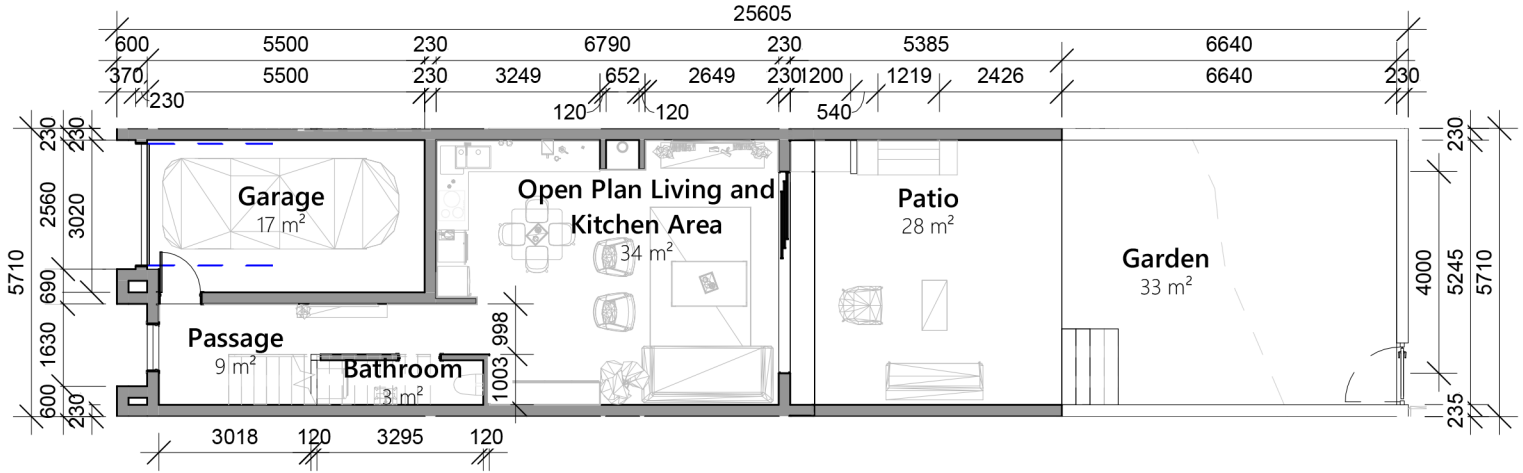 25605
600 5500 230 6790 230 5385 6640
370 5500 230 3249 652 2649 230 1200 1219 2426 6640 230
230 120 120 540
5710
230 2560 690 1630 600
230 3020 230
Garage
17 m²
Open Plan Living and
Kitchen Area
34 m²
Patio
28 m²
Garden
33 m²
Passage
9 m²
Bathroom
3 m²
998
1003
4000
230 5245 235
5710
3018 120 3295 120